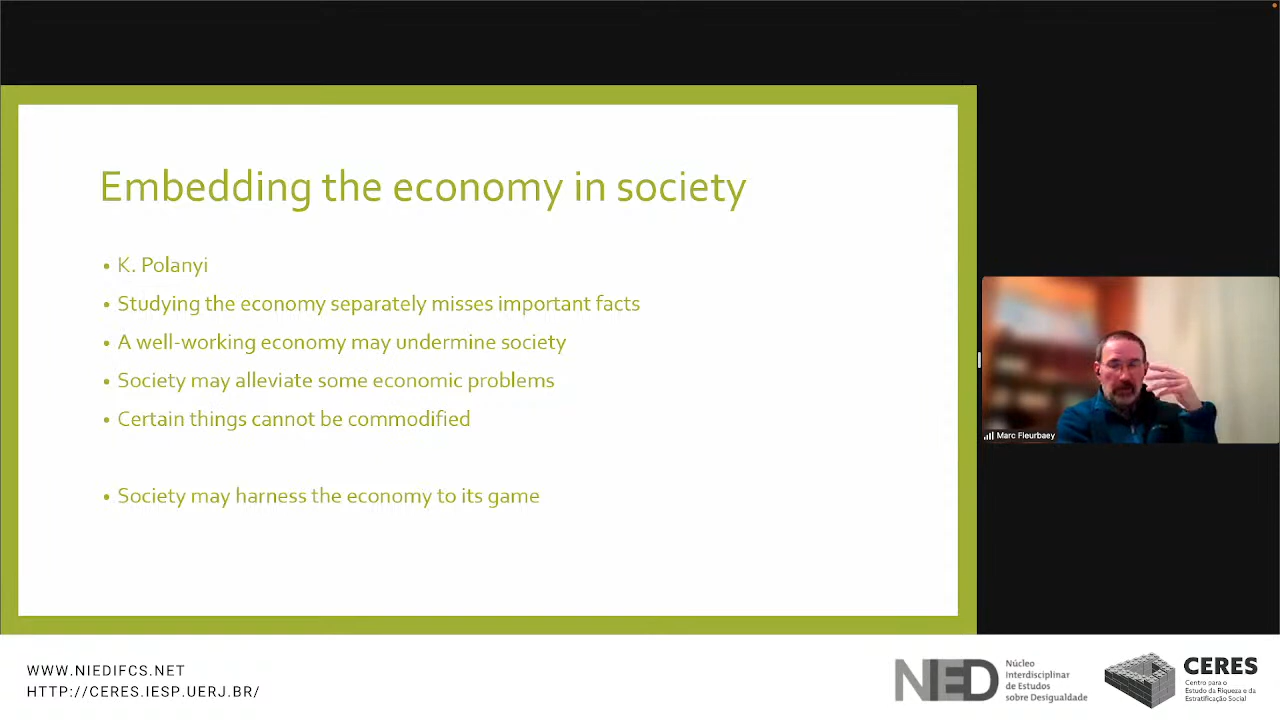 Embedding the economy in society
• K. Polanyi
• Studying the economy separately misses important facts
• A well-working economy may undermine society
• Society may alleviate some economic problems
• Certain things cannot be commodified
• Society may harness the economy to its game
Marc Fleurbaey
WWW.NIEDIFCS.NET
HTTP://CERES.IESP.UERJ.BR/
NIED
Núcleo
Interdisciplinar
de Estudos
sobre Desigualdade
CERES
Centro para o
Estudo da Riqueza e da
Estratificação Social